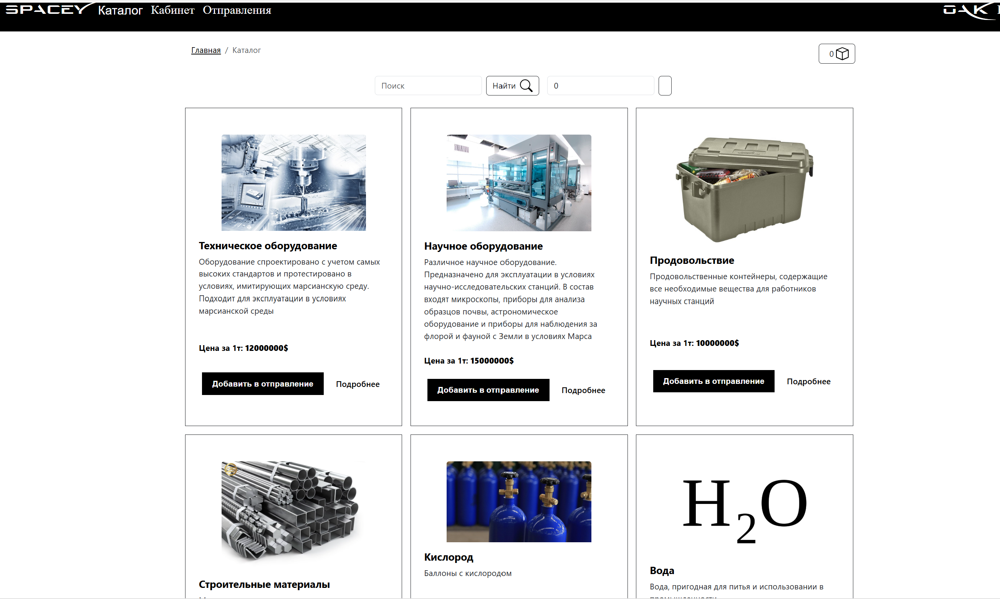 SPACEY Каталог Кабинет Отправления
Главная / Каталог
0
Поиск
Найти
0
Техническое оборудование
Оборудование спроектировано с учетом самых
высоких стандартов и протестировано в
условиях, имитирующих марсианскую среду.
Подходит для эксплуатации в условиях
марсианской среды
Цена за 1т: 12000000$
Добавить в отправление Подробнее
Научное оборудование
Различное научное оборудование.
Предназначено для эксплуатации в условиях
научно-исследовательских станций. В состав
входят микроскопы, приборы для анализа
образцов почвы, астрономическое
оборудование и приборы для наблюдения за
флорой и фауной с Земли в условиях Марса
Цена за 1т: 15000000$
Добавить в отправление Подробнее
Продовольствие
Продовольственные контейнеры, содержащие
все необходимые вещества для работников
научных станций
Цена за 1т: 10000000$
Добавить в отправление Подробнее
Строительные материалы
Кислород
Баллоны с кислородом
H2O
Вода
Вода, пригодная для питья и использовании в